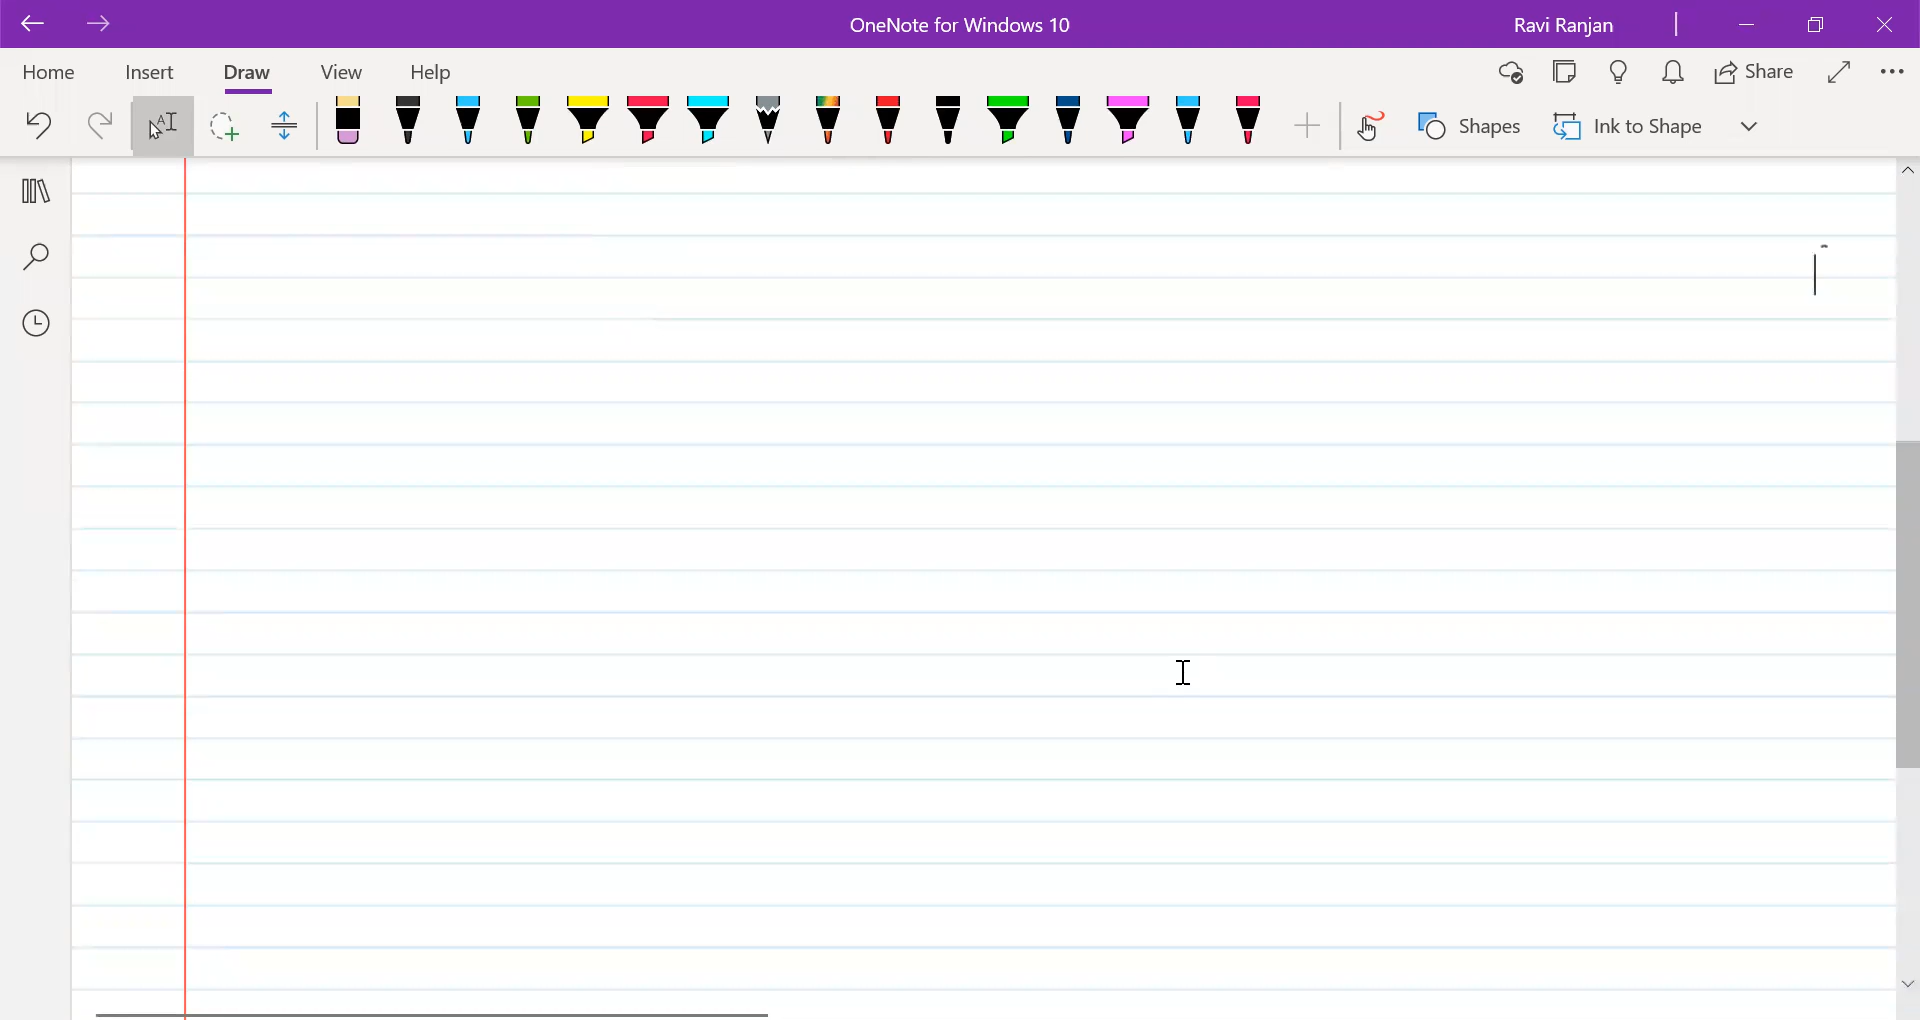 OneNote for Windows 10
Ravi Ranjan
Home Insert Draw View Help
Share
Shapes
Ink to Shape